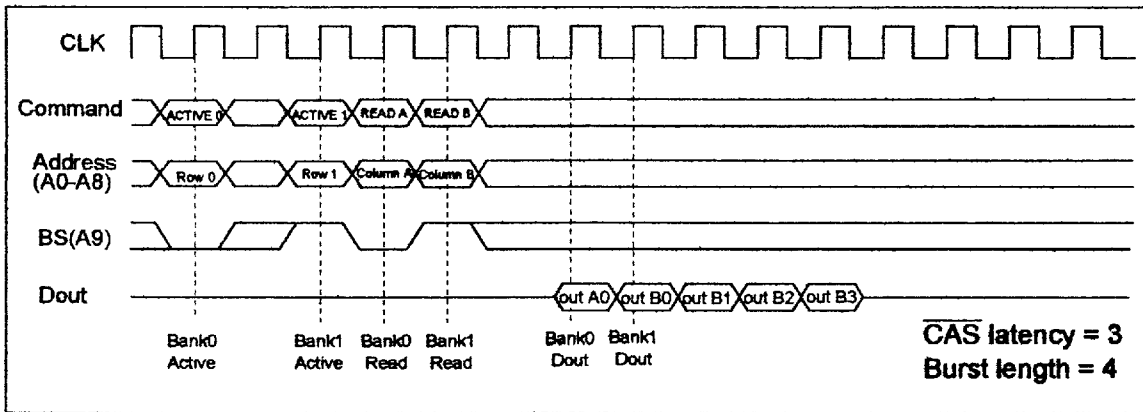 CLK
Command ACTIVE 0 ACTIVE 1 READ A READ B
Address
(A0-A8) Row 0 Row 1 Column A Column B
BS(A9)
Dout out A0 out B0 out B1 out B2 out B3
Bank0 Bank1 Bank0 Bank1 Bank0 Bank1
Active Active Read Read Dout Dout
CAS latency = 3
Burst length = 4